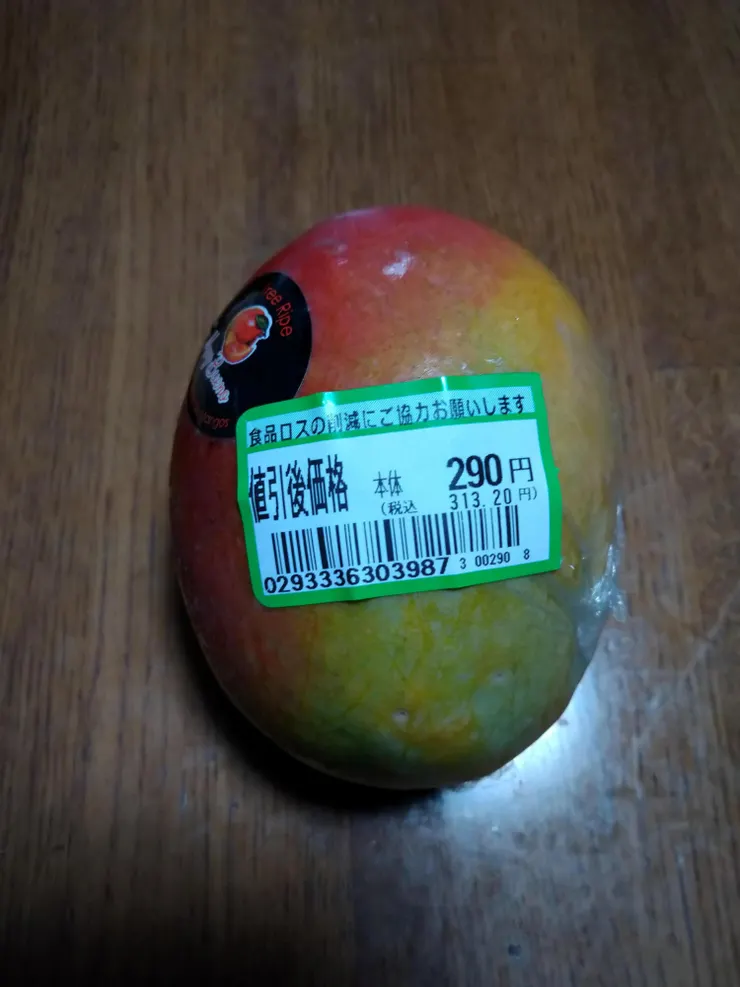 Tree Ripe
食品ロスの削減にご協力お願いします
値引後価格 本体 290円
(税込 313.20円)
0293336303987 3 00290 8